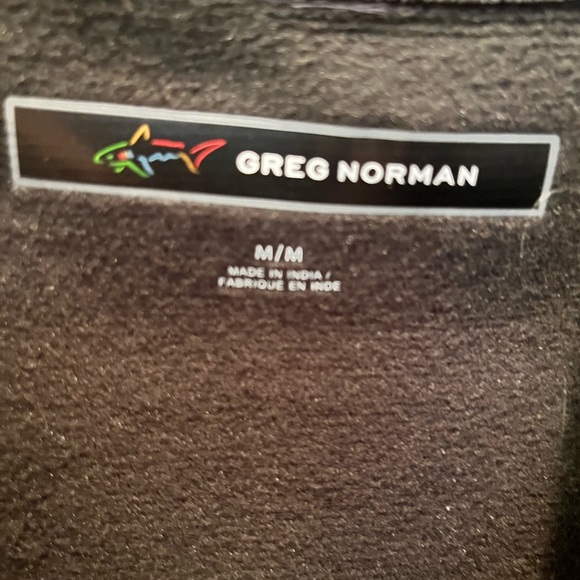 GREG NORMAN
M/M
MADE IN INDIA /
FABRIQUE EN INDE